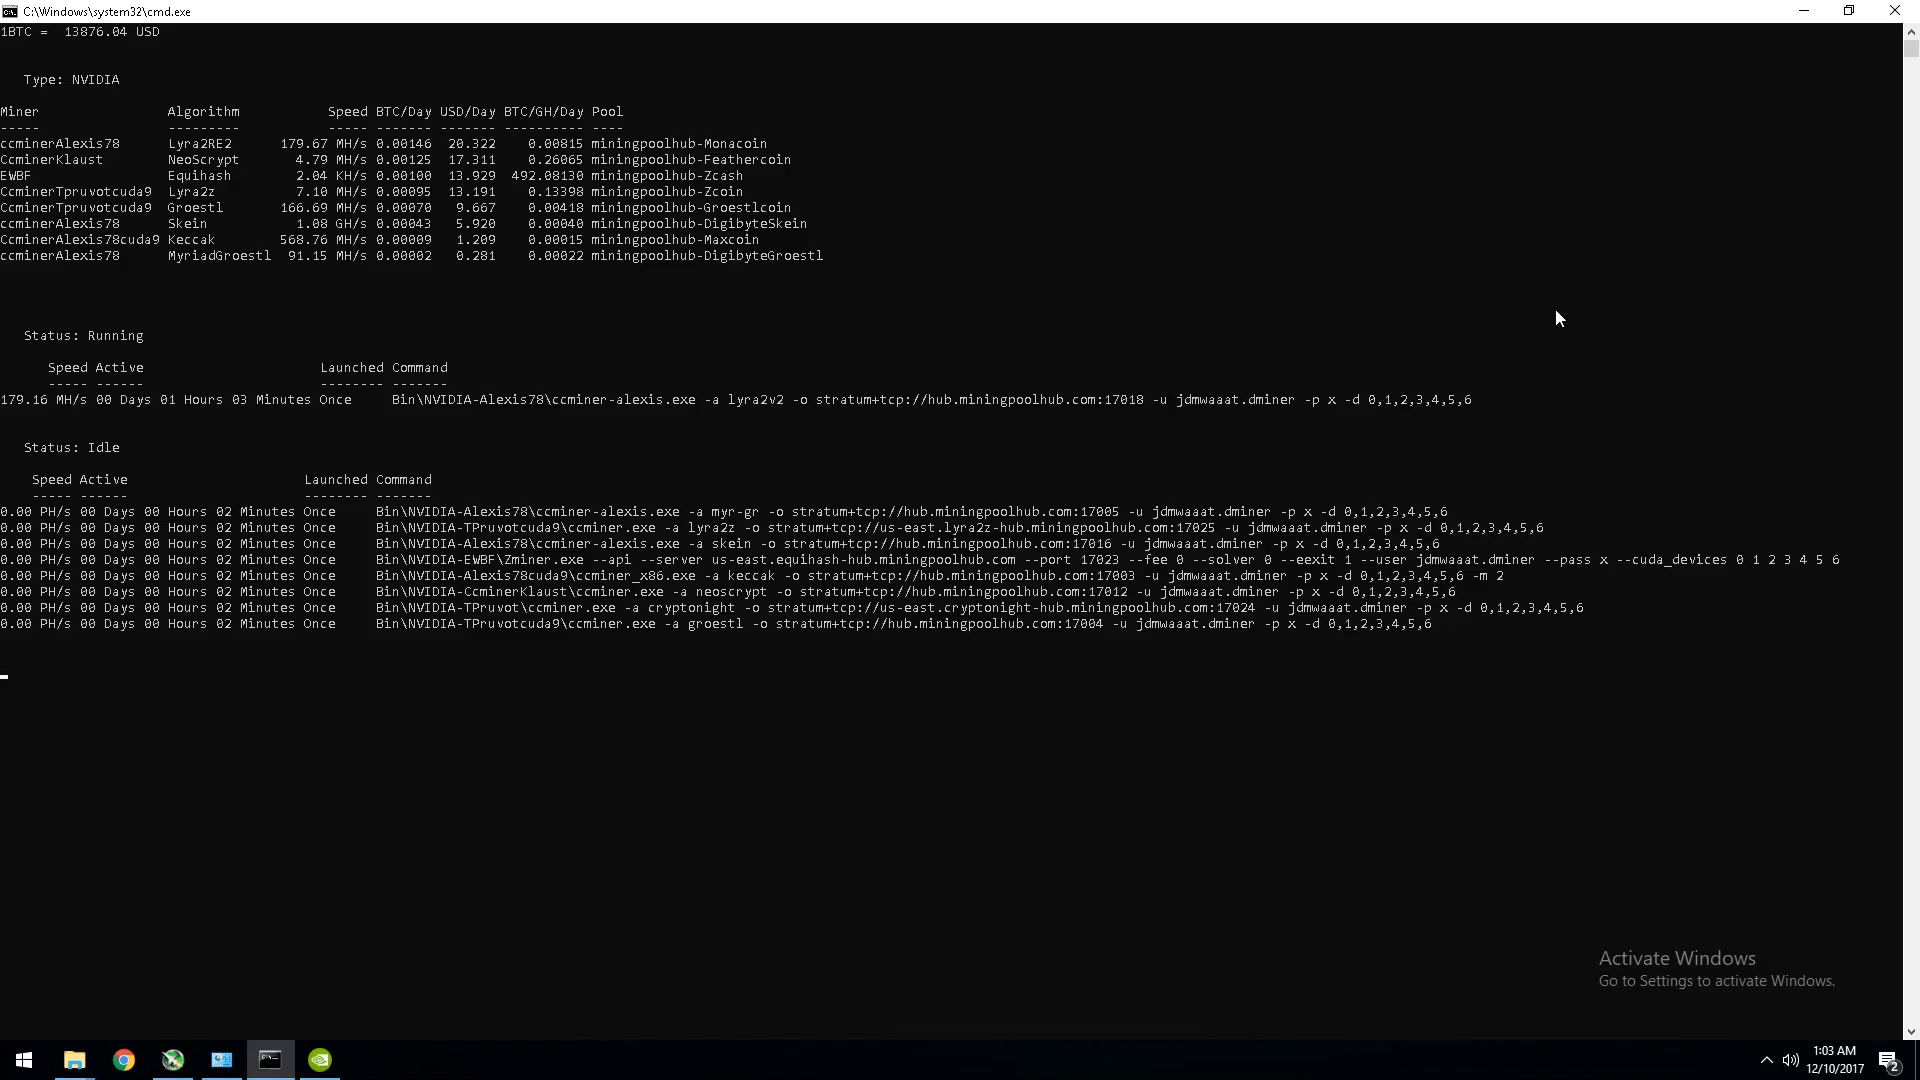 C:\Windows\system32\cmd.exe
1BTC =  13876.04 USD
Type: NVIDIA
Miner                Algorithm           Speed BTC/Day USD/Day BTC/GH/Day Pool
-----                ---------           ----- ------- ------- ---------- ----
ccminerAlexis78      Lyra2RE2      179.67 MH/s 0.00146  20.322    0.00815 miningpoolhub-Monacoin
CcminerKlaust        NeoScrypt       4.79 MH/s 0.00125  17.311    0.26065 miningpoolhub-Feathercoin
EWBF                 Equihash        2.04 KH/s 0.00100  13.929  492.08130 miningpoolhub-Zcash
CcminerTpruvotcuda9  Lyra2z          7.10 MH/s 0.00095  13.191    0.13398 miningpoolhub-Zcoin
CcminerTpruvotcuda9  Groestl       166.69 MH/s 0.00070   9.667    0.00418 miningpoolhub-Groestlcoin
ccminerAlexis78      Skein           1.08 GH/s 0.00043   5.920    0.00040 miningpoolhub-DigibyteSkein
CcminerAlexis78cuda9 Keccak        568.76 MH/s 0.00009   1.209    0.00015 miningpoolhub-Maxcoin
ccminerAlexis78      MyriadGroestl  91.15 MH/s 0.00002   0.281    0.00022 miningpoolhub-DigibyteGroestl
Status: Running
Speed Active                      Launched Command
----- ------                      -------- -------
179.16 MH/s 00 Days 01 Hours 03 Minutes Once     Bin\NVIDIA-Alexis78\ccminer-alexis.exe -a lyra2v2 -o stratum+tcp://hub.miningpoolhub.com:17018 -u jdmwaaat.dminer -p x -d 0,1,2,3,4,5,6
Status: Idle
Speed Active                      Launched Command
----- ------                      -------- -------
0.00 PH/s 00 Days 00 Hours 02 Minutes Once     Bin\NVIDIA-Alexis78\ccminer-alexis.exe -a myr-gr -o stratum+tcp://hub.miningpoolhub.com:17005 -u jdmwaaat.dminer -p x -d 0,1,2,3,4,5,6
0.00 PH/s 00 Days 00 Hours 02 Minutes Once     Bin\NVIDIA-TPruvotcuda9\ccminer.exe -a lyra2z -o stratum+tcp://us-east.lyra2z-hub.miningpoolhub.com:17025 -u jdmwaaat.dminer -p x -d 0,1,2,3,4,5,6
0.00 PH/s 00 Days 00 Hours 02 Minutes Once     Bin\NVIDIA-Alexis78\ccminer-alexis.exe -a skein -o stratum+tcp://hub.miningpoolhub.com:17016 -u jdmwaaat.dminer -p x -d 0,1,2,3,4,5,6
0.00 PH/s 00 Days 00 Hours 02 Minutes Once     Bin\NVIDIA-EWBF\Zminer.exe --api --server us-east.equihash-hub.miningpoolhub.com --port 17023 --fee 0 --solver 0 --eexit 1 --user jdmwaaat.dminer --pass x --cuda_devices 0 1 2 3 4 5 6
0.00 PH/s 00 Days 00 Hours 02 Minutes Once     Bin\NVIDIA-Alexis78cuda9\ccminer_x86.exe -a keccak -o stratum+tcp://hub.miningpoolhub.com:17003 -u jdmwaaat.dminer -p x -d 0,1,2,3,4,5,6 -m 2
0.00 PH/s 00 Days 00 Hours 02 Minutes Once     Bin\NVIDIA-CcminerKlaust\ccminer.exe -a neoscrypt -o stratum+tcp://hub.miningpoolhub.com:17012 -u jdmwaaat.dminer -p x -d 0,1,2,3,4,5,6
0.00 PH/s 00 Days 00 Hours 02 Minutes Once     Bin\NVIDIA-TPruvot\ccminer.exe -a cryptonight -o stratum+tcp://us-east.cryptonight-hub.miningpoolhub.com:17024 -u jdmwaaat.dminer -p x -d 0,1,2,3,4,5,6
0.00 PH/s 00 Days 00 Hours 02 Minutes Once     Bin\NVIDIA-TPruvotcuda9\ccminer.exe -a groestl -o stratum+tcp://hub.miningpoolhub.com:17004 -u jdmwaaat.dminer -p x -d 0,1,2,3,4,5,6
Activate Windows
Go to Settings to activate Windows.
1:03 AM
12/10/2017
2